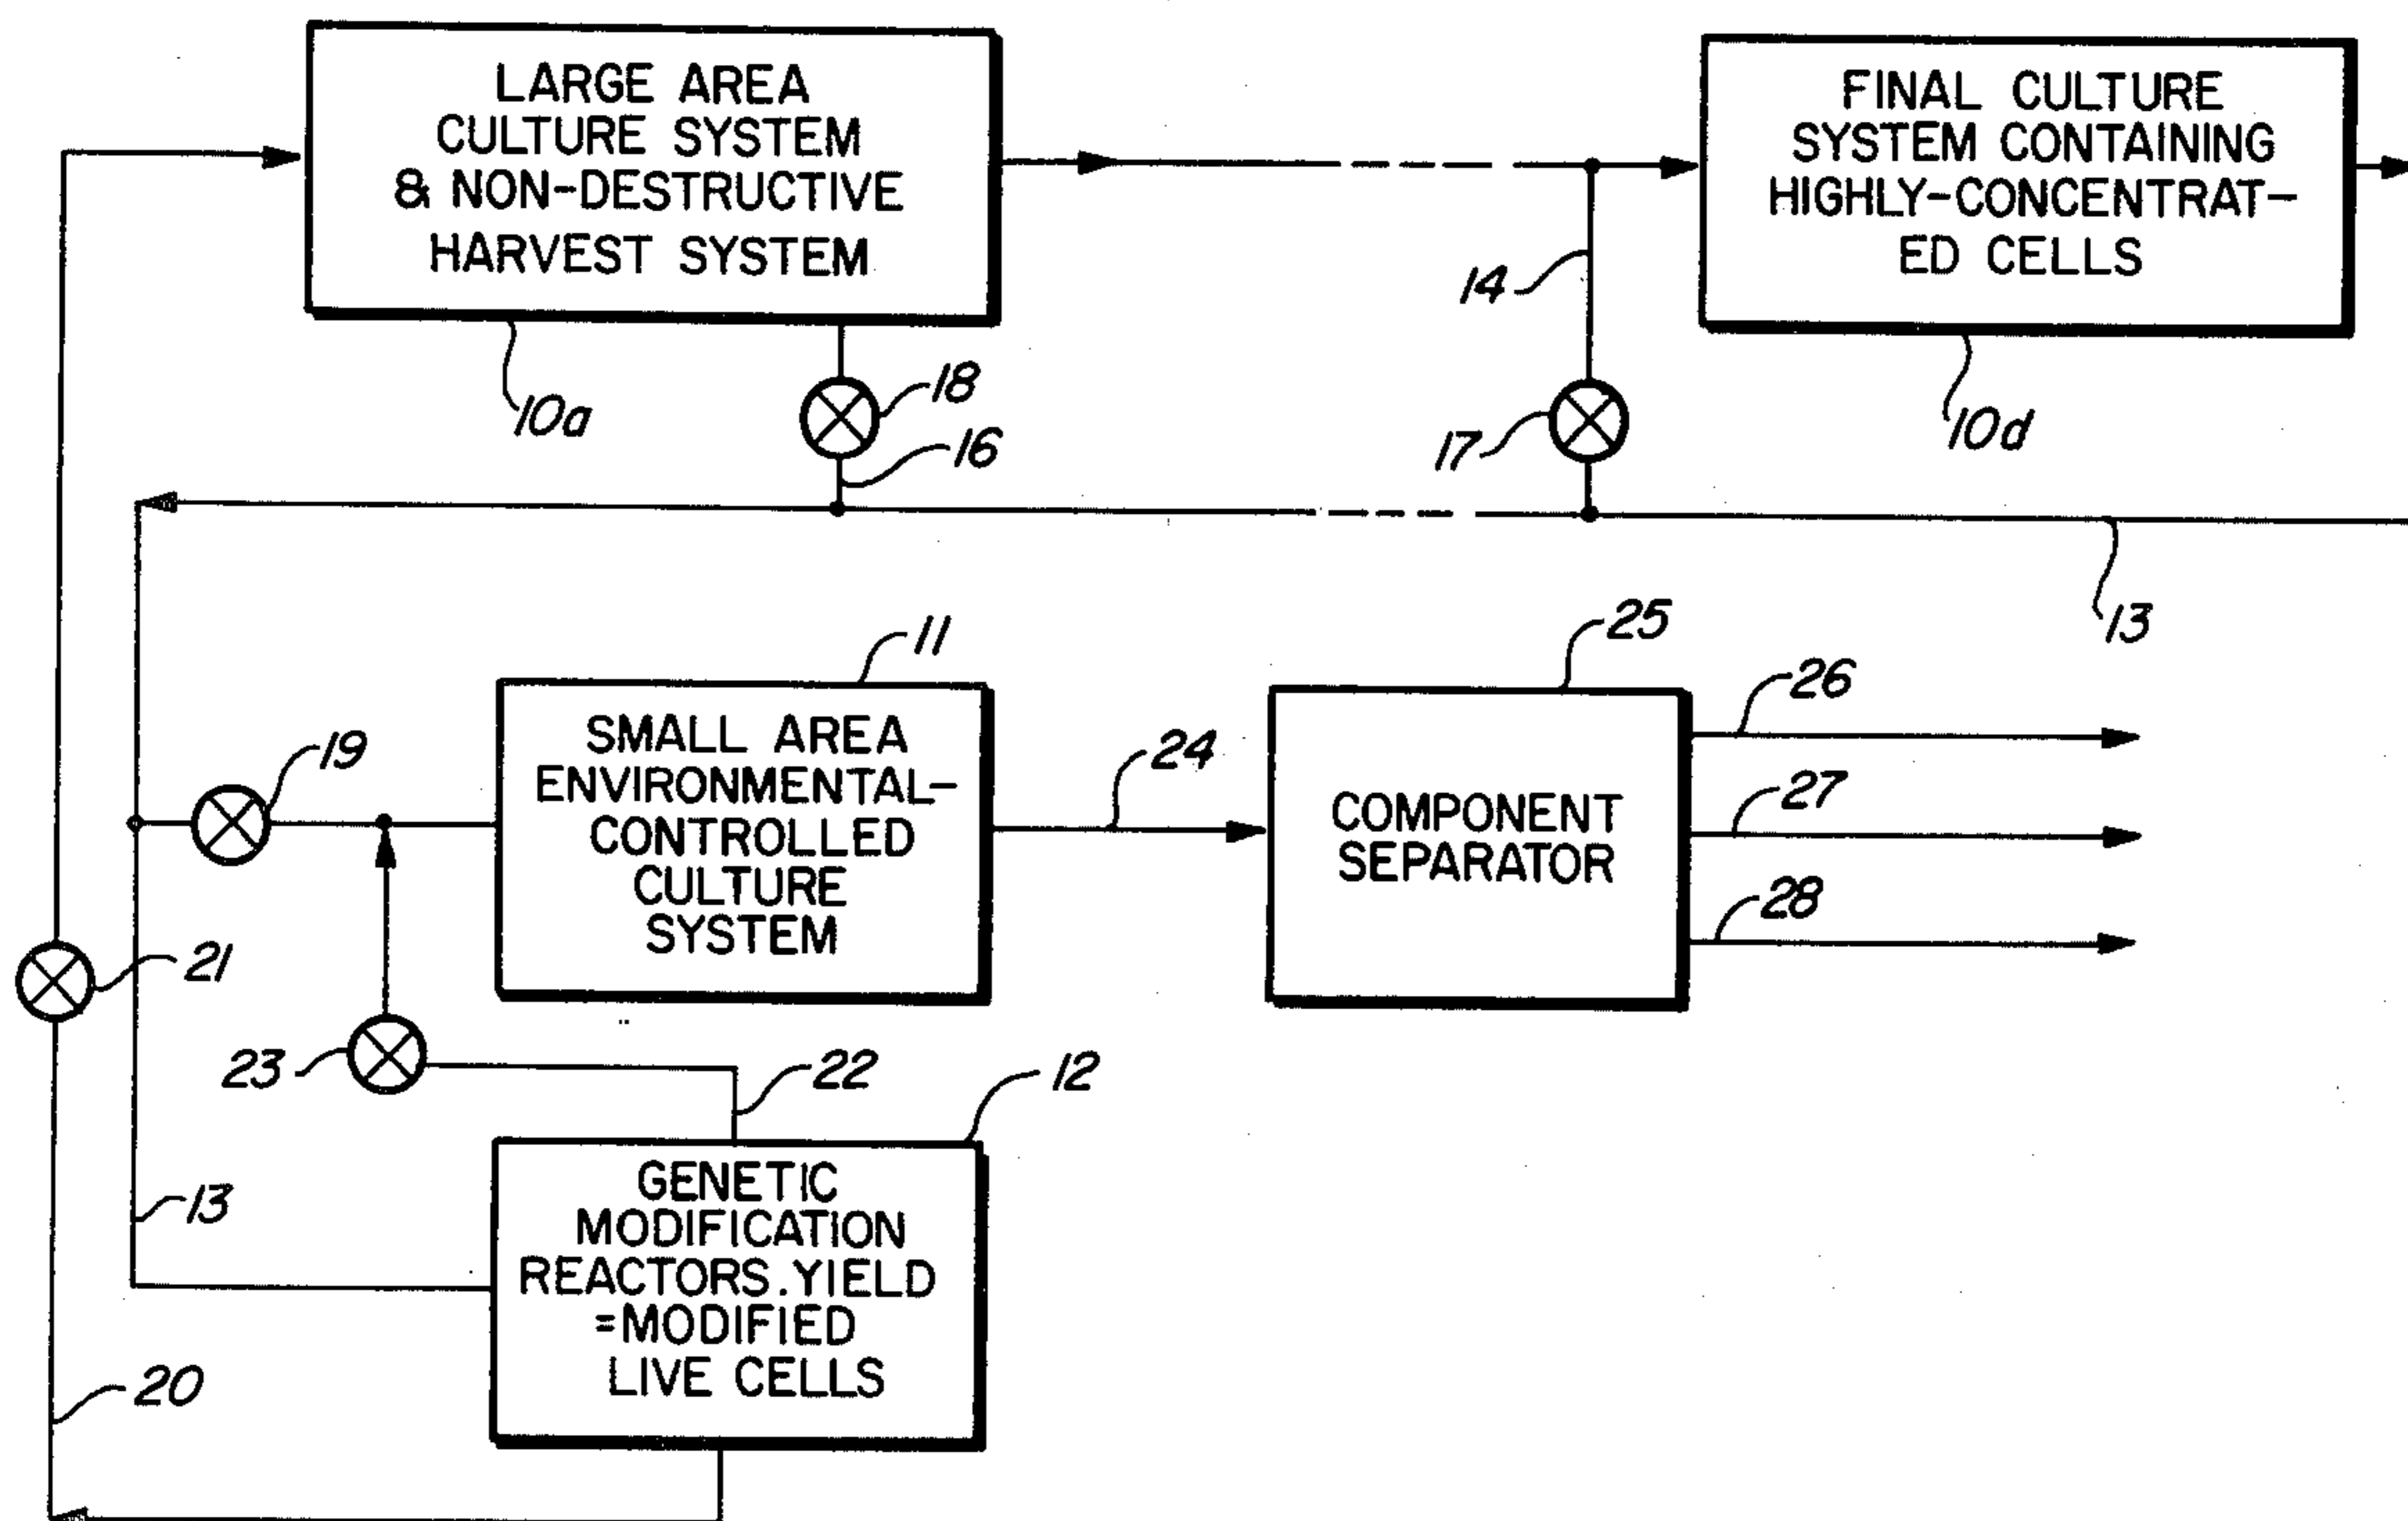 LARGE AREA
CULTURE SYSTEM
& NON-DESTRUCTIVE
HARVEST SYSTEM
FINAL CULTURE
SYSTEM CONTAINING
HIGHLY-CONCENTRAT-
ED CELLS
14
18
10a
17
10d
16
13
11
25
26
SMALL AREA
ENVIRONMENTAL-
CONTROLLED
CULTURE
SYSTEM
19
24
27
COMPONENT
SEPARATOR
28
21
23
22
12
GENETIC
MODIFICATION
REACTORS.YIELD
=MODIFIED
LIVE CELLS
13
20